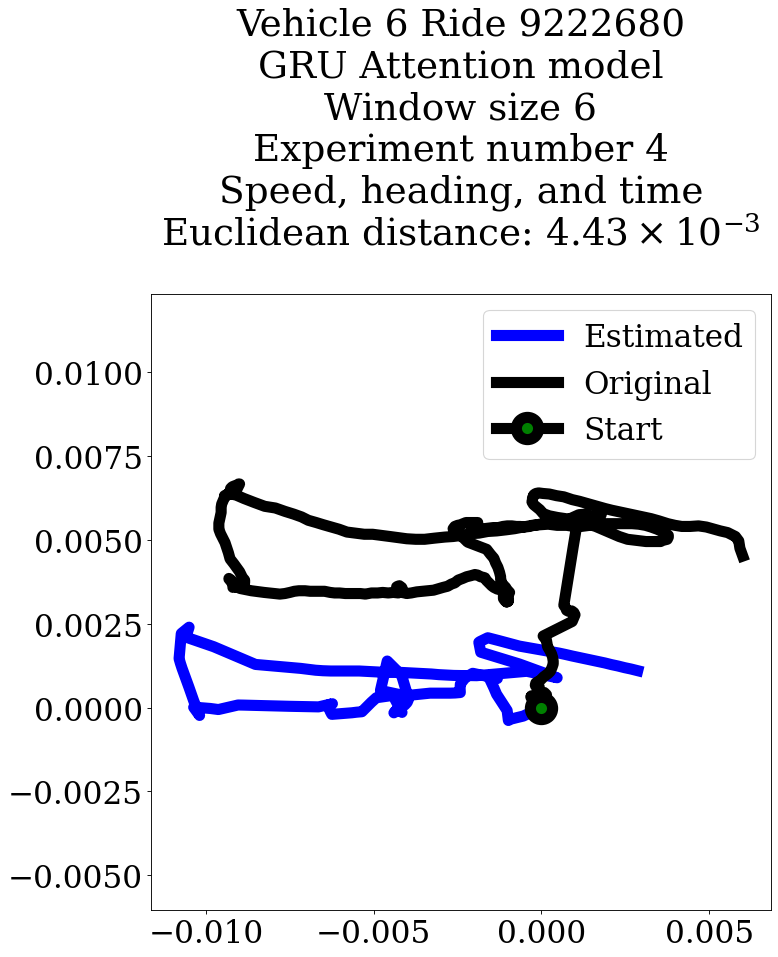 Vehicle 6 Ride 9222680
GRU Attention model
Window size 6
Experiment number 4
Speed, heading, and time
Euclidean distance: 4.43 × 10⁻³
Estimated
Original
Start
0.0100
0.0075
0.0050
0.0025
0.0000
−0.0025
−0.0050
−0.010 −0.005 0.000 0.005